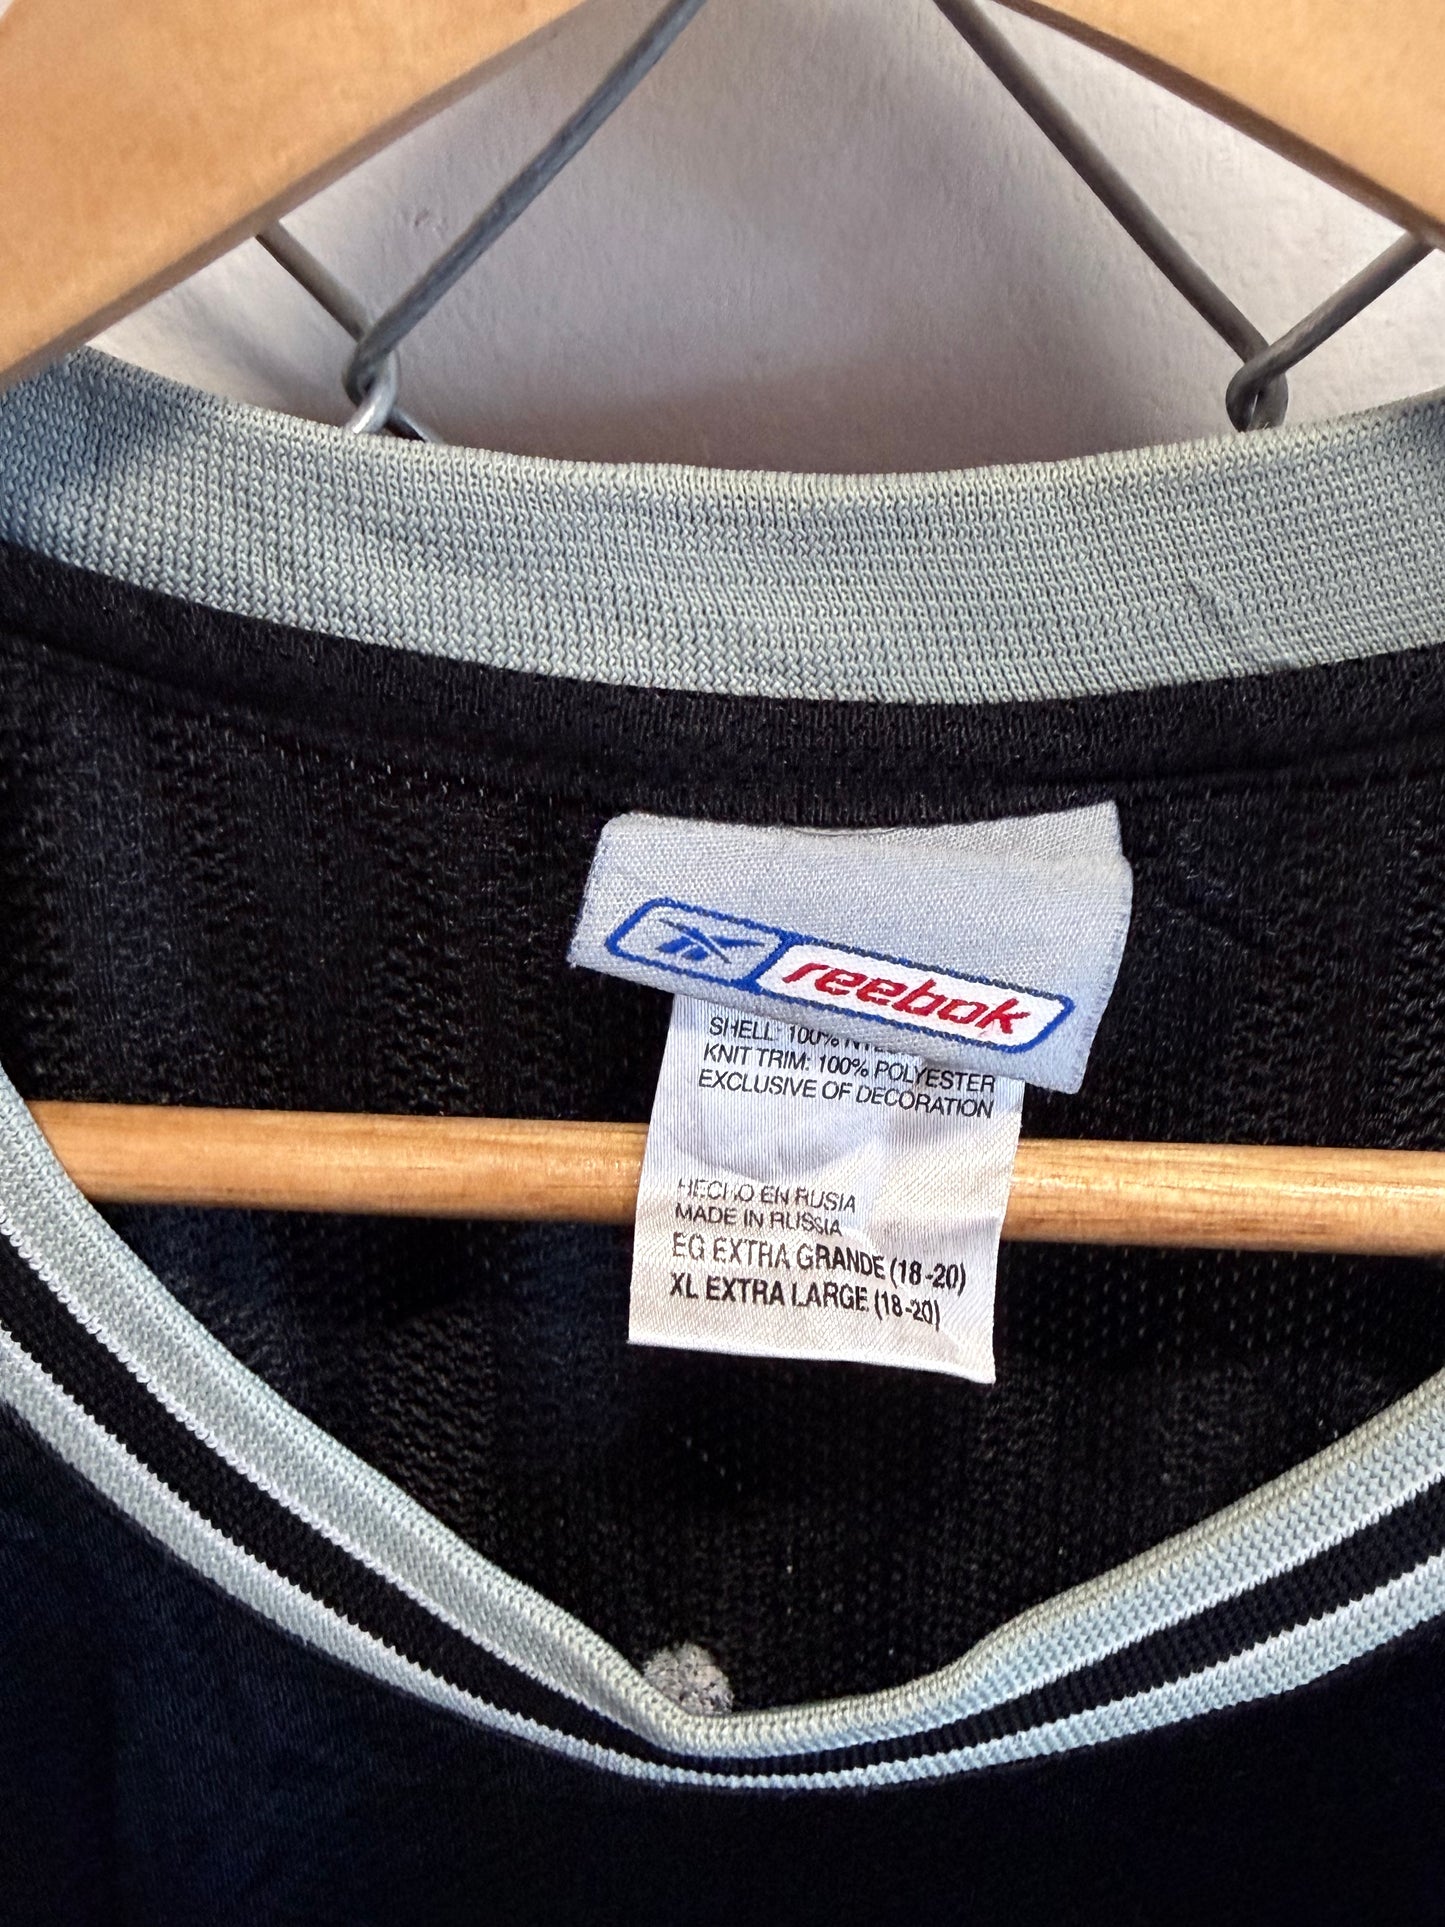 reebok
SHELL: 100%
KNIT TRIM: 100% POLYESTER
EXCLUSIVE OF DECORATION
HECHO EN RUSIA
MADE IN RUSSIA
EG EXTRA GRANDE (18-20)
XL EXTRA LARGE (18-20)